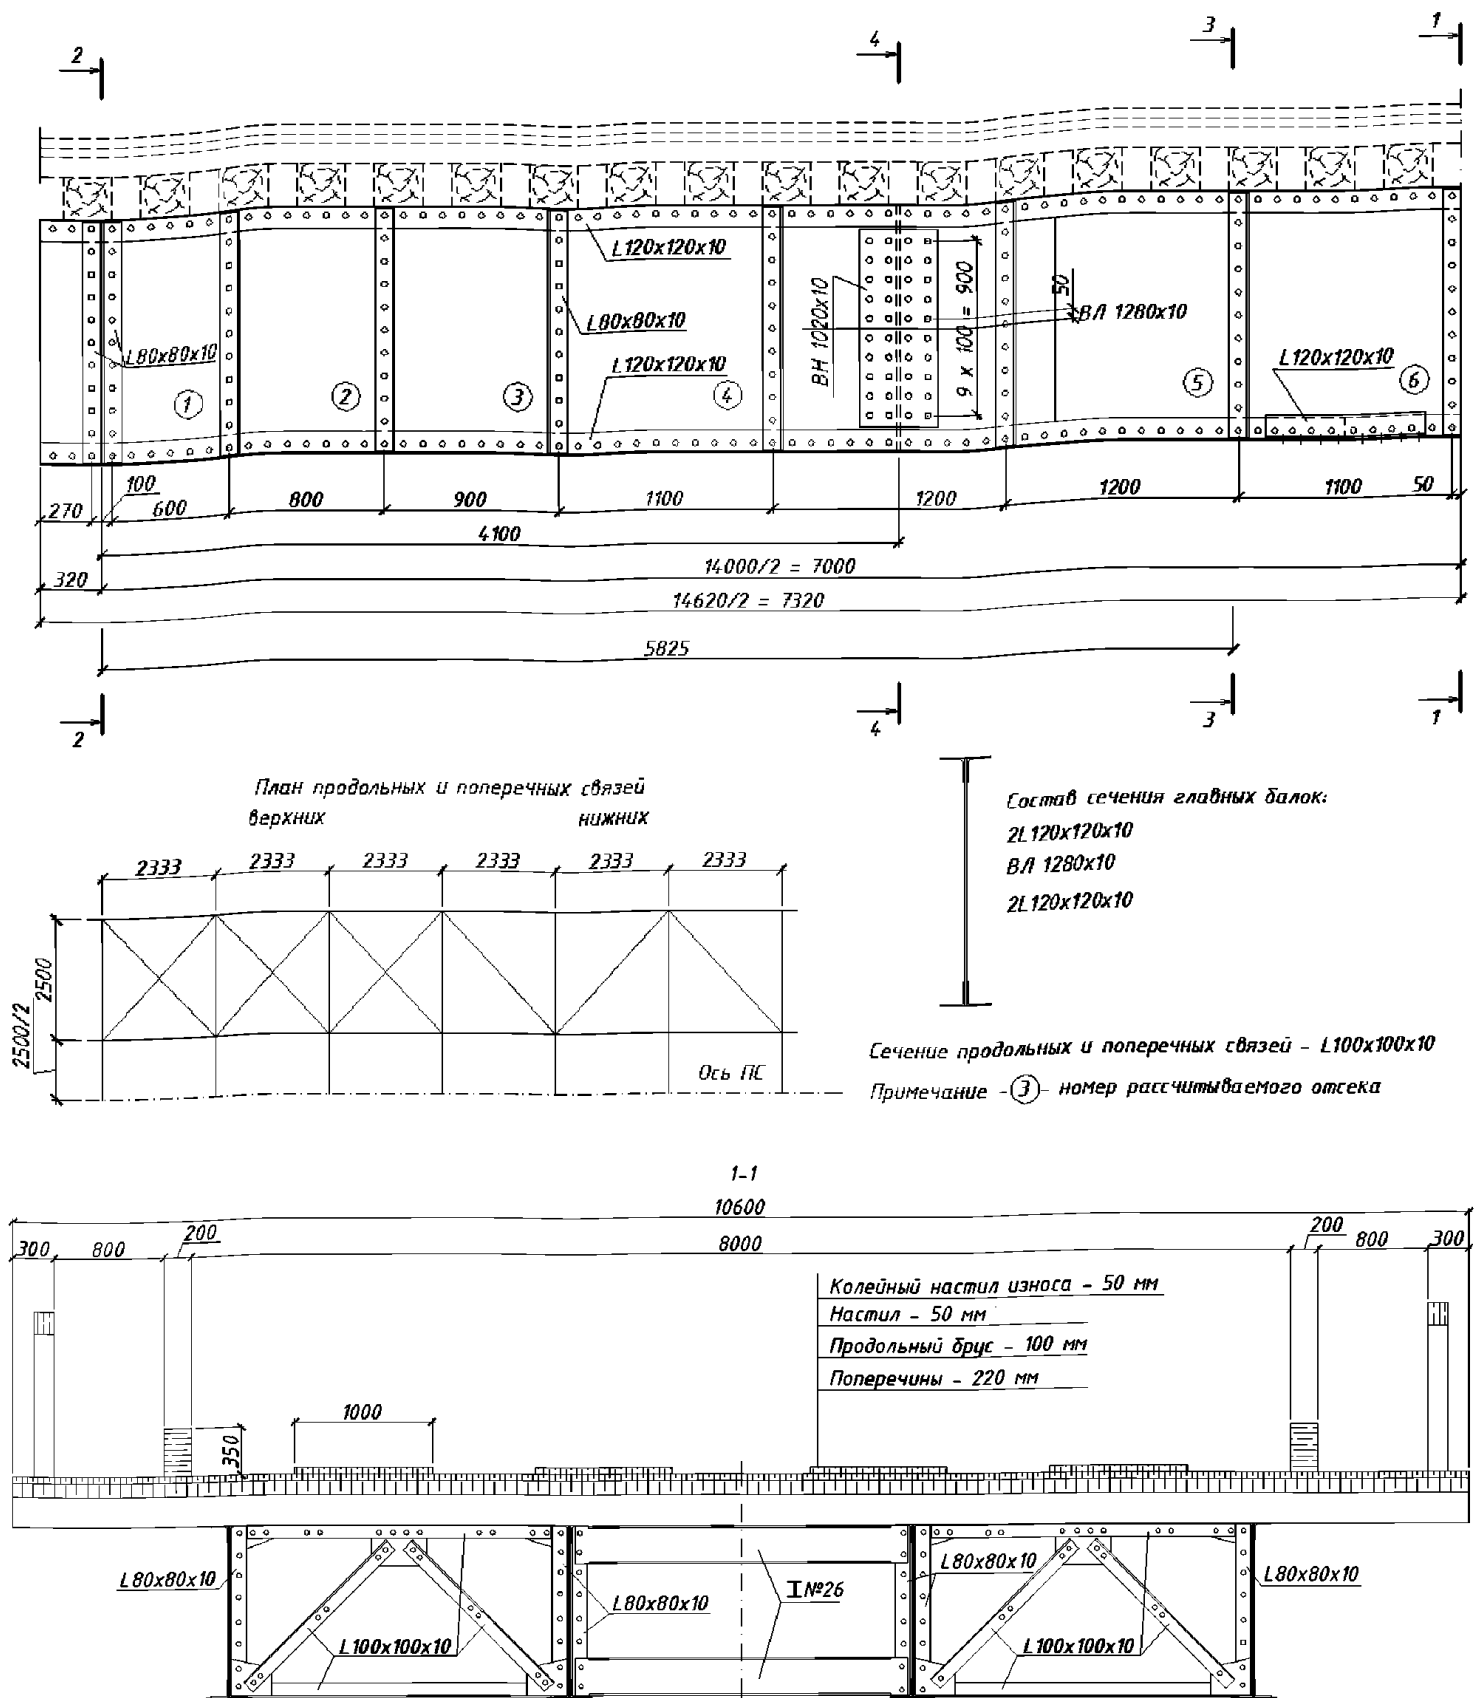 2
4
3
1
L120x120x10
L80x80x10
L80x80x10
L120x120x10
ВН 1020x10
9 x 100 = 900
50
ВЛ 1280x10
L120x120x10
1
2
3
4
5
6
100
270
600
800
900
1100
1200
1200
1100
50
4100
320
14000/2 = 7000
14620/2 = 7320
5825
2
4
3
1
План продольных и поперечных связей
верхних
нижних
2333
2333
2333
2333
2333
2333
2500
2500/2
Ось ПС
Состав сечения главных балок:
2L120x120x10
ВЛ 1280x10
2L120x120x10
Сечение продольных и поперечных связей - L100x100x10
Примечание - 3 - номер рассчитываемого отсека
1-1
10600
300
800
200
8000
200
800
300
Колейный настил износа - 50 мм
Настил - 50 мм
Продольный брус - 100 мм
Поперечины - 220 мм
1000
350
L80x80x10
L100x100x10
L80x80x10
I№26
L80x80x10
L100x100x10
L80x80x10